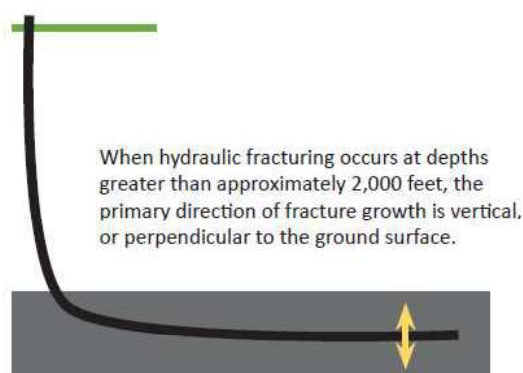 When hydraulic fracturing occurs at depths
greater than approximately 2,000 feet, the
primary direction of fracture growth is vertical,
or perpendicular to the ground surface.